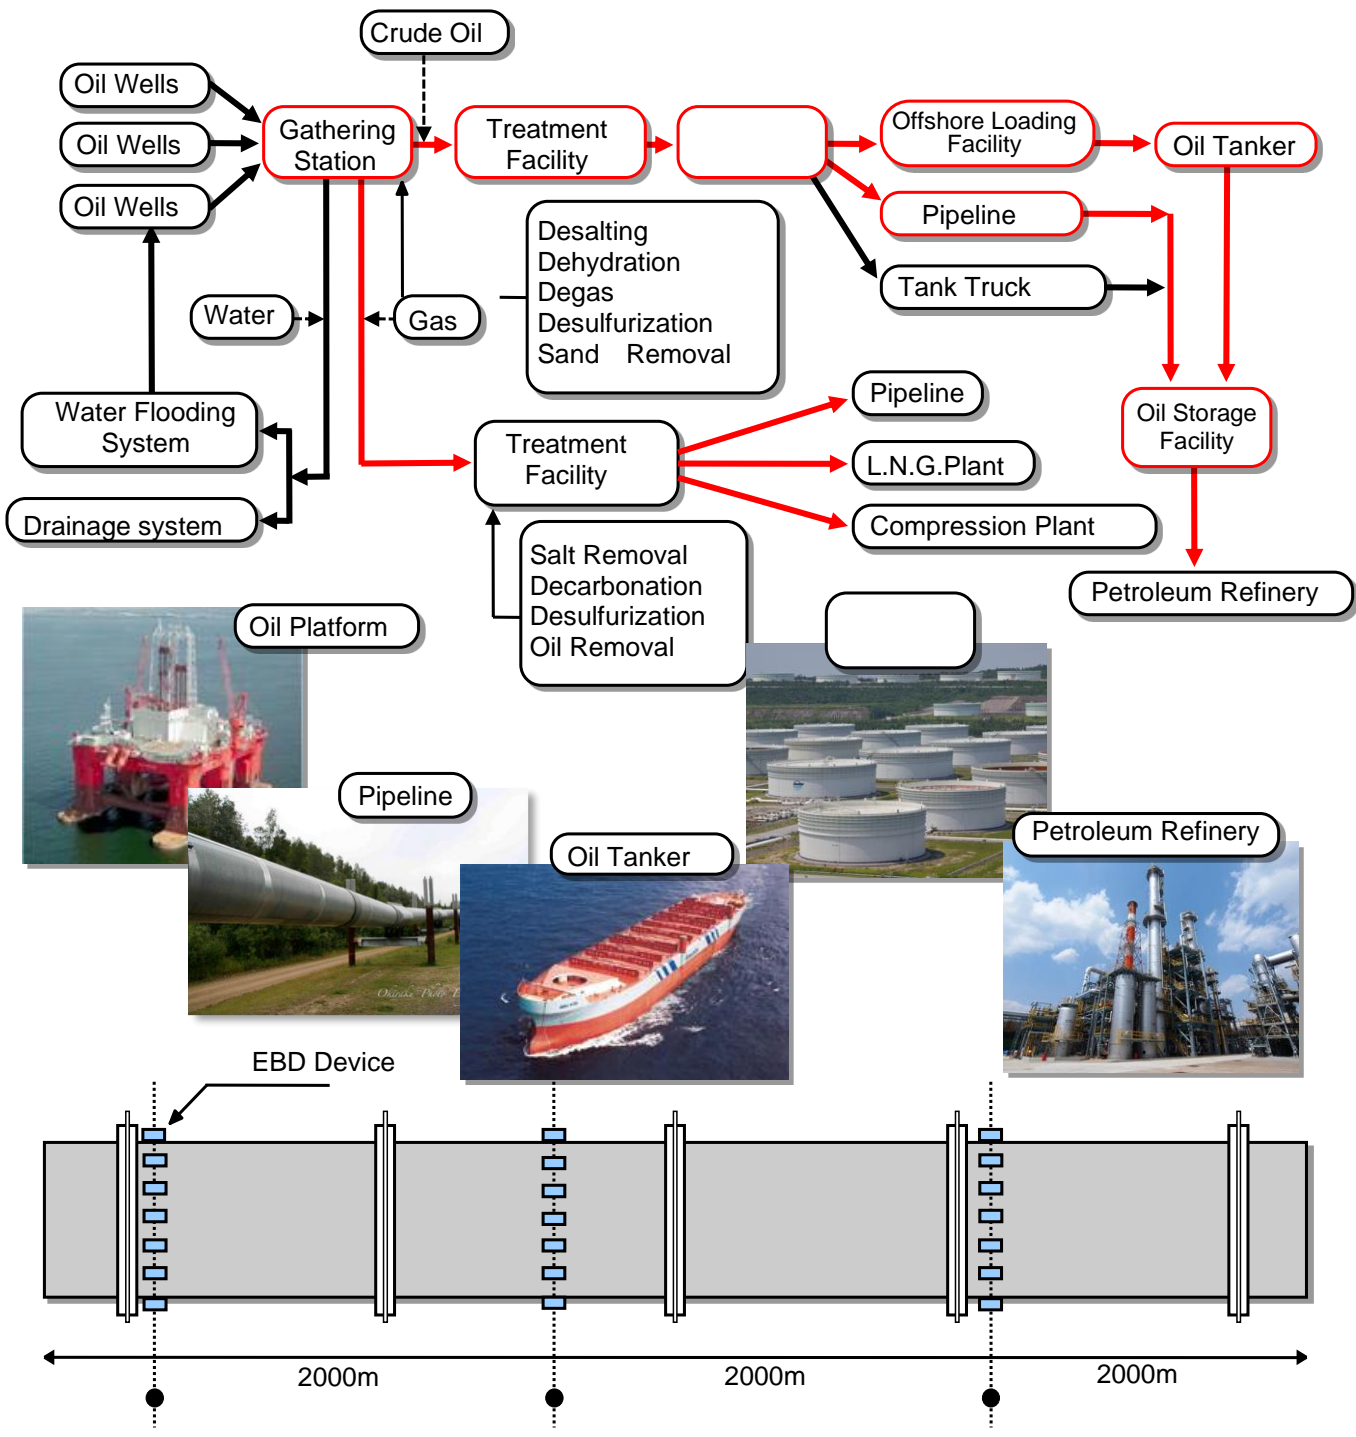 Crude Oil
Oil Wells
Oil Wells
Oil Wells
Gathering
Station
Treatment
Facility
Offshore Loading
Facility
Oil Tanker
Pipeline
Tank Truck
Desalting
Dehydration
Degas
Desulfurization
Sand Removal
Water
Gas
Water Flooding
System
Drainage system
Treatment
Facility
Pipeline
L.N.G.Plant
Compression Plant
Oil Storage
Facility
Petroleum Refinery
Salt Removal
Decarbonation
Desulfurization
Oil Removal
Oil Platform
Pipeline
Oil Tanker
Petroleum Refinery
EBD Device
2000m
2000m
2000m